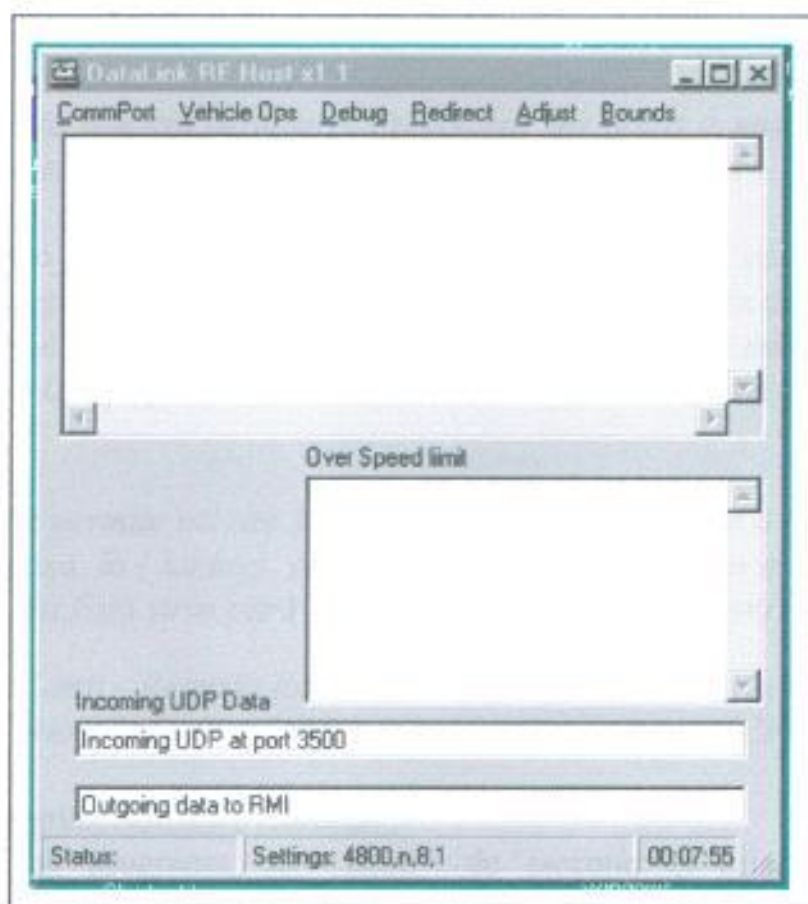 DataLink RF Host x1.1
CommPort Vehicle Ops Debug Redirect Adjust Bounds
Over Speed limit
Incoming UDP Data
Incoming UDP at port 3500
Outgoing data to RMI
Status: Settings: 4800,n,8,1 00:07:55